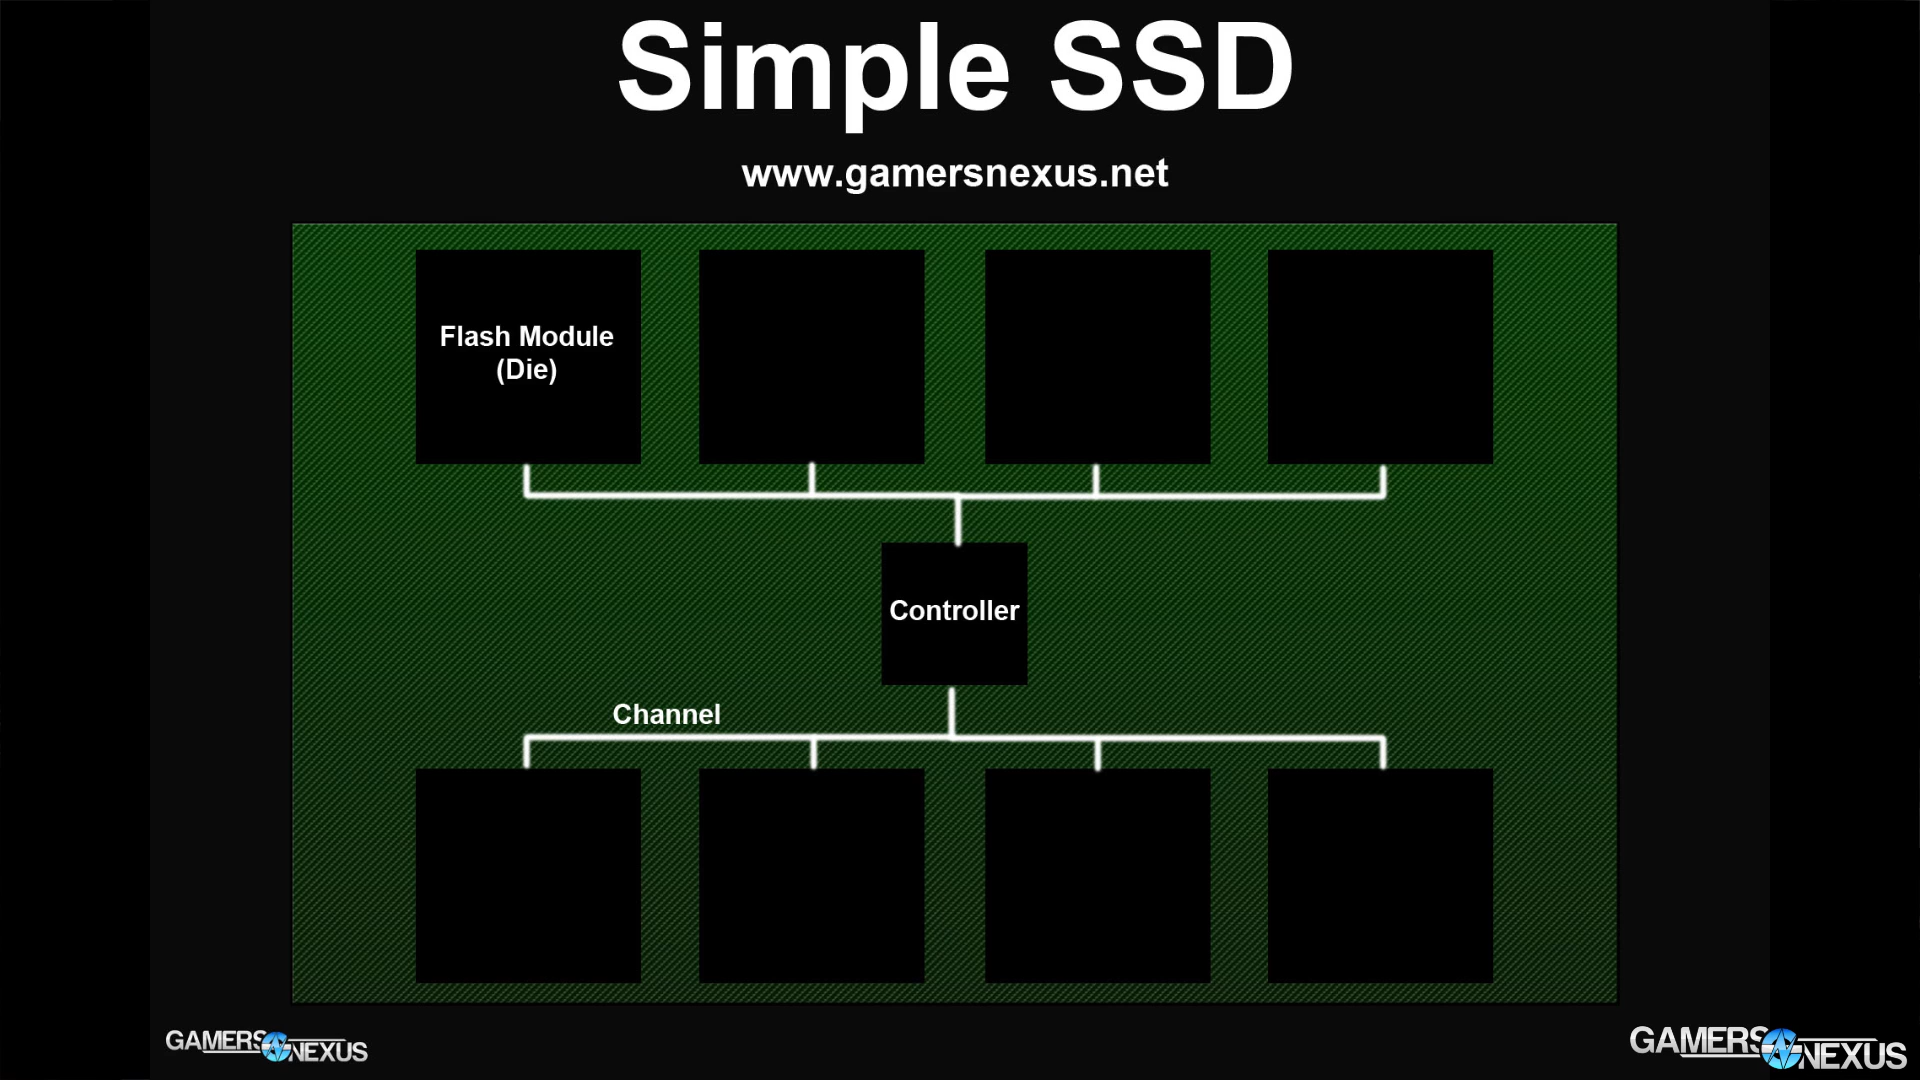 Simple SSD
www.gamersnexus.net
Flash Module
(Die)
Controller
Channel
GAMERS NEXUS
GAMERS NEXUS